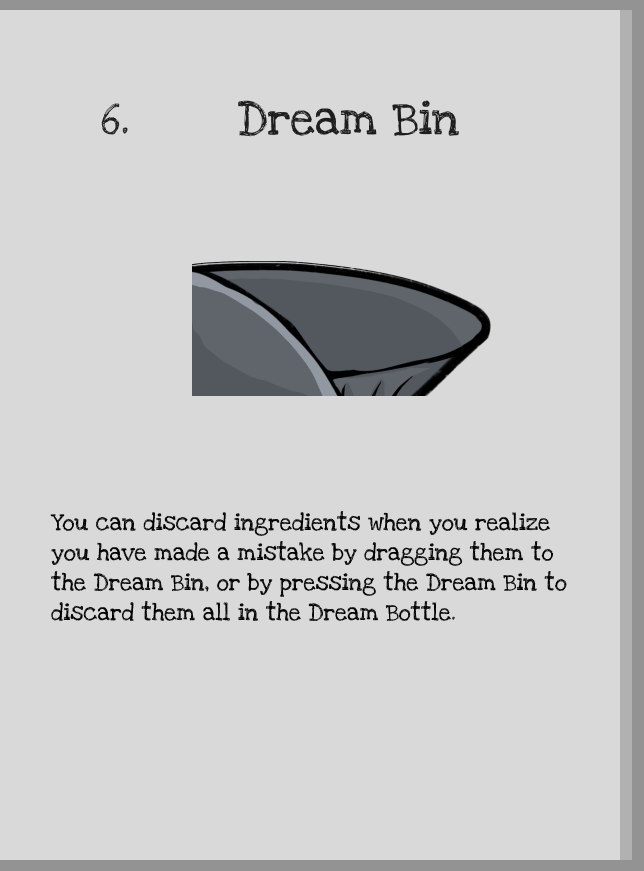 6. Dream Bin
You can discard ingredients when you realize
you have made a mistake by dragging them to
the Dream Bin, or by pressing the Dream Bin to
discard them all in the Dream Bottle.